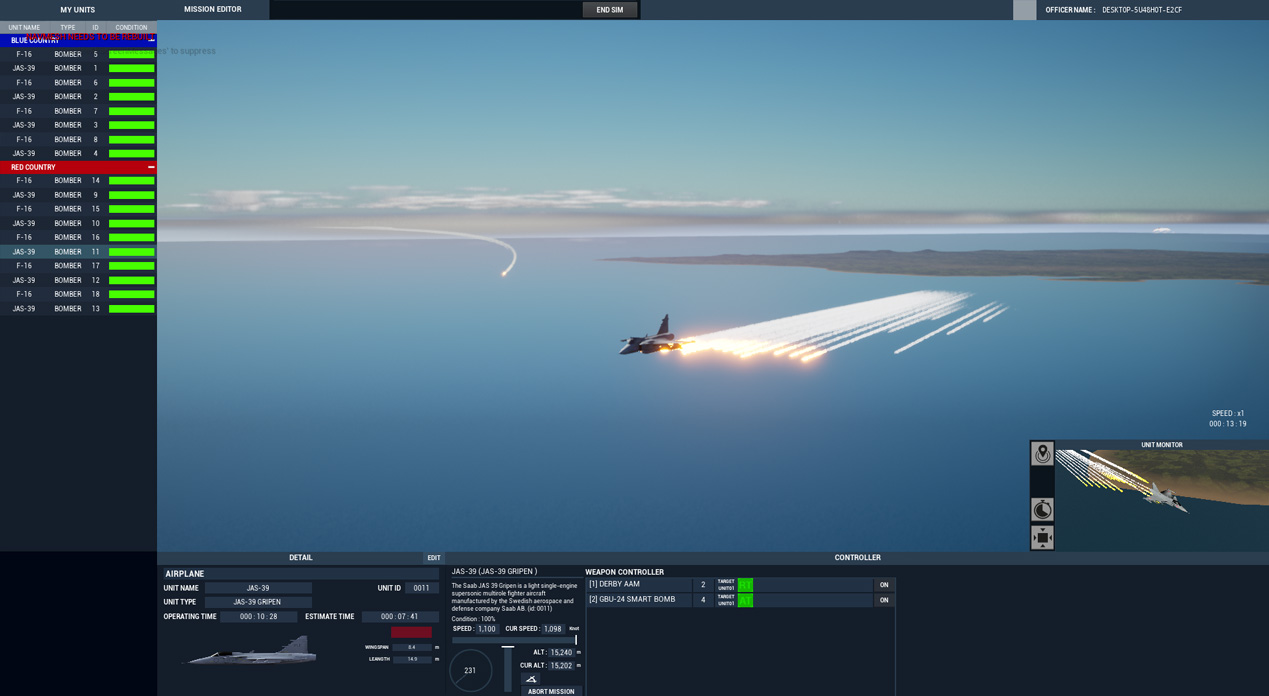 MY UNITS
MISSION EDITOR
END SIM
OFFICER NAME : DESKTOP-5U48HOT-E2CF
UNIT NAME TYPE ID CONDITION
BLUE COUNTRY
' to suppress
F-16 BOMBER 5
JAS-39 BOMBER 1
F-16 BOMBER 6
JAS-39 BOMBER 2
F-16 BOMBER 7
JAS-39 BOMBER 3
F-16 BOMBER 8
JAS-39 BOMBER 4
RED COUNTRY
F-16 BOMBER 14
JAS-39 BOMBER 9
F-16 BOMBER 15
JAS-39 BOMBER 10
F-16 BOMBER 16
JAS-39 BOMBER 11
F-16 BOMBER 17
JAS-39 BOMBER 12
F-16 BOMBER 18
JAS-39 BOMBER 13
SPEED : x1
000 : 13 : 19
UNIT MONITOR
DETAIL
EDIT
AIRPLANE
UNIT NAME JAS-39 UNIT ID 0011
UNIT TYPE JAS-39 GRIPEN
OPERATING TIME 000 : 10 : 28 ESTIMATE TIME 000 : 07 : 41
WINGSPAN 8.4 m
LEANGTH 14.9 m
CONTROLLER
JAS-39 (JAS-39 GRIPEN )
The Saab JAS 39 Gripen is a light single-engine
supersonic multirole fighter aircraft
manufactured by the Swedish aerospace and
defense company Saab AB. (id: 0011)
Condition : 100%
SPEED : 1,100 CUR SPEED : 1,098 Knot
231
ALT : 15,240 m
CUR ALT : 15,202 m
ABORT MISSION
WEAPON CONTROLLER
[1] DERBY AAM 2 TARGET UNITS1 AT ON
[2] GBU-24 SMART BOMB 4 TARGET UNITS1 AT ON